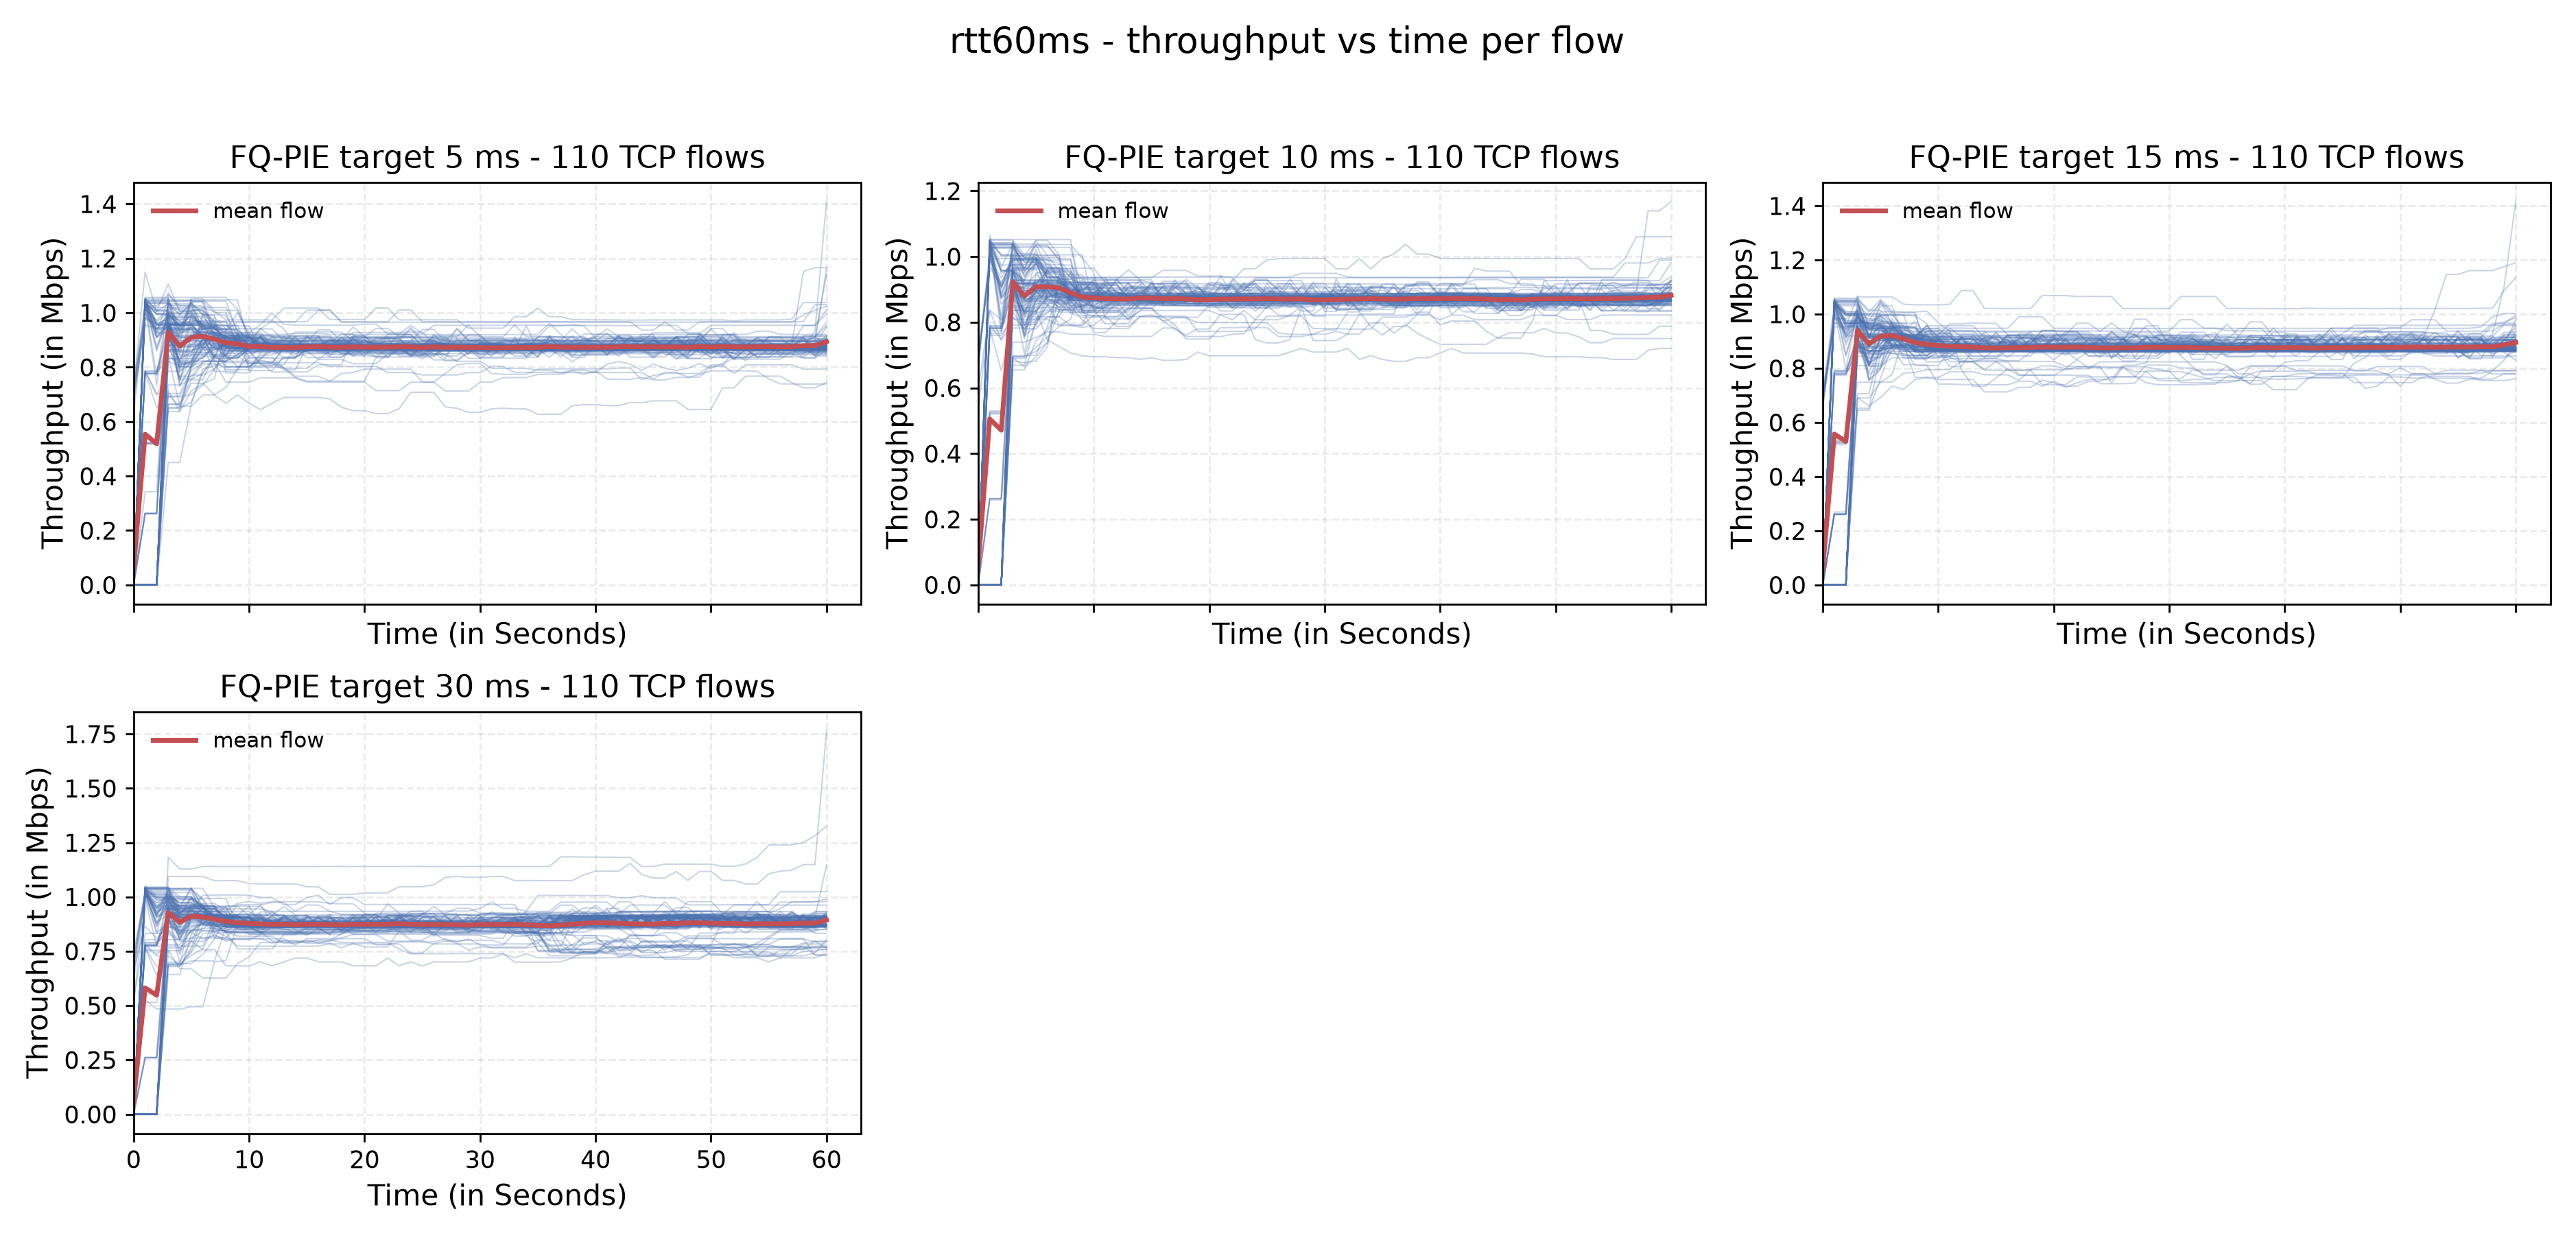 rtt60ms - throughput vs time per flow
FQ-PIE target 5 ms - 110 TCP flows
mean flow
Throughput (in Mbps)
1.4
1.2
1.0
0.8
0.6
0.4
0.2
0.0
Time (in Seconds)
FQ-PIE target 10 ms - 110 TCP flows
mean flow
Throughput (in Mbps)
1.2
1.0
0.8
0.6
0.4
0.2
0.0
Time (in Seconds)
FQ-PIE target 15 ms - 110 TCP flows
mean flow
Throughput (in Mbps)
1.4
1.2
1.0
0.8
0.6
0.4
0.2
0.0
Time (in Seconds)
FQ-PIE target 30 ms - 110 TCP flows
mean flow
Throughput (in Mbps)
1.75
1.50
1.25
1.00
0.75
0.50
0.25
0.00
0 10 20 30 40 50 60
Time (in Seconds)